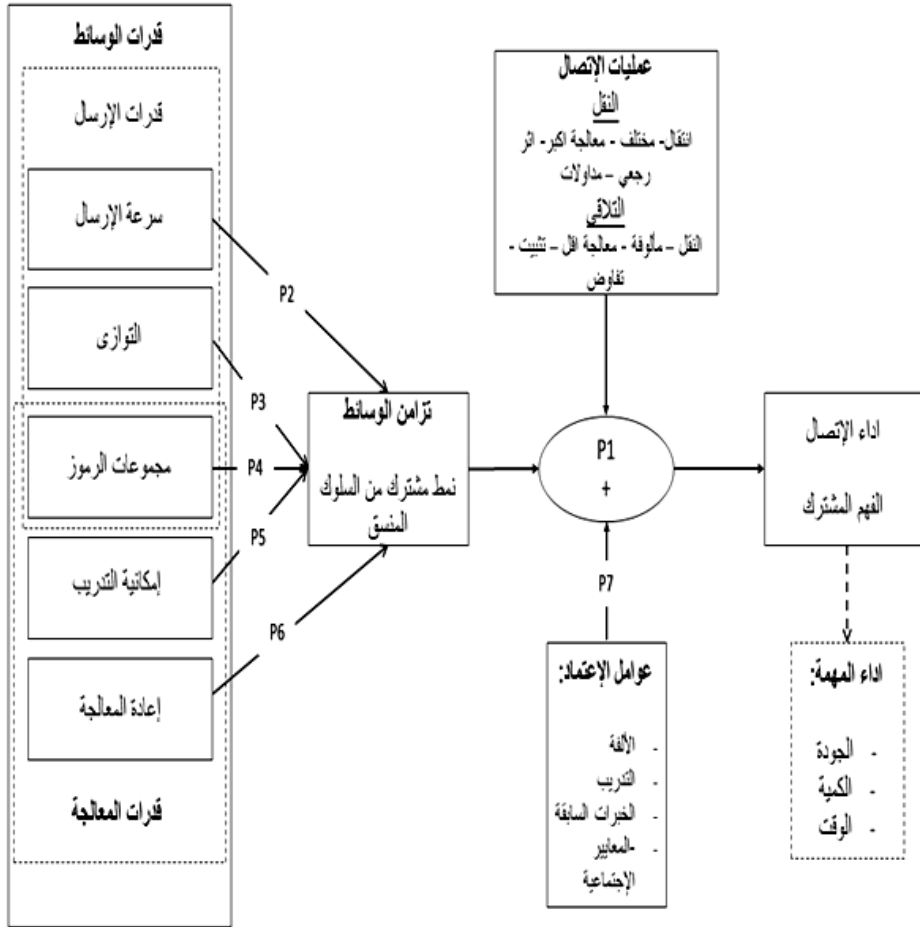 قدرات الوسائط
قدرات الإرسال
سرعة الإرسال
التوازى
مجموعات الرموز
إمكانية التدريب
إعادة المعالجة
قدرات المعالجة
P2
P3
P4
P5
P6
تزامن الوسائط
نمط مشترك من السلوك
المنسق
عمليات الإتصال
النقل
انتقال- مختلف - معالجة اكبر- اثر
رجعي – مداولات
التلاقي
النقل – مألوفة - معالجة اقل – تثبيت -
تفاوض
P1
+
P7
عوامل الإعتماد:
- الألفة
- التدريب
- الخبرات السابقة
- -المعايير
الإجتماعية
اداء الإتصال
الفهم المشترك
اداء المهمة:
- الجودة
- الكمية
- الوقت